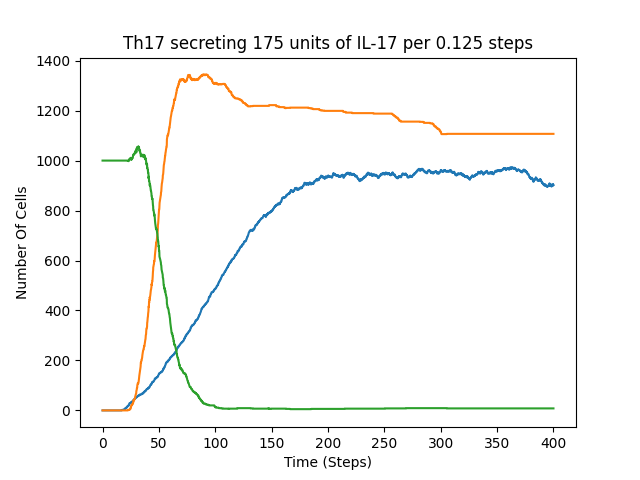 Th17 secreting 175 units of IL-17 per 0.125 steps
1400
1200
1000
800
600
400
200
0
Number Of Cells
0 50 100 150 200 250 300 350 400
Time (Steps)